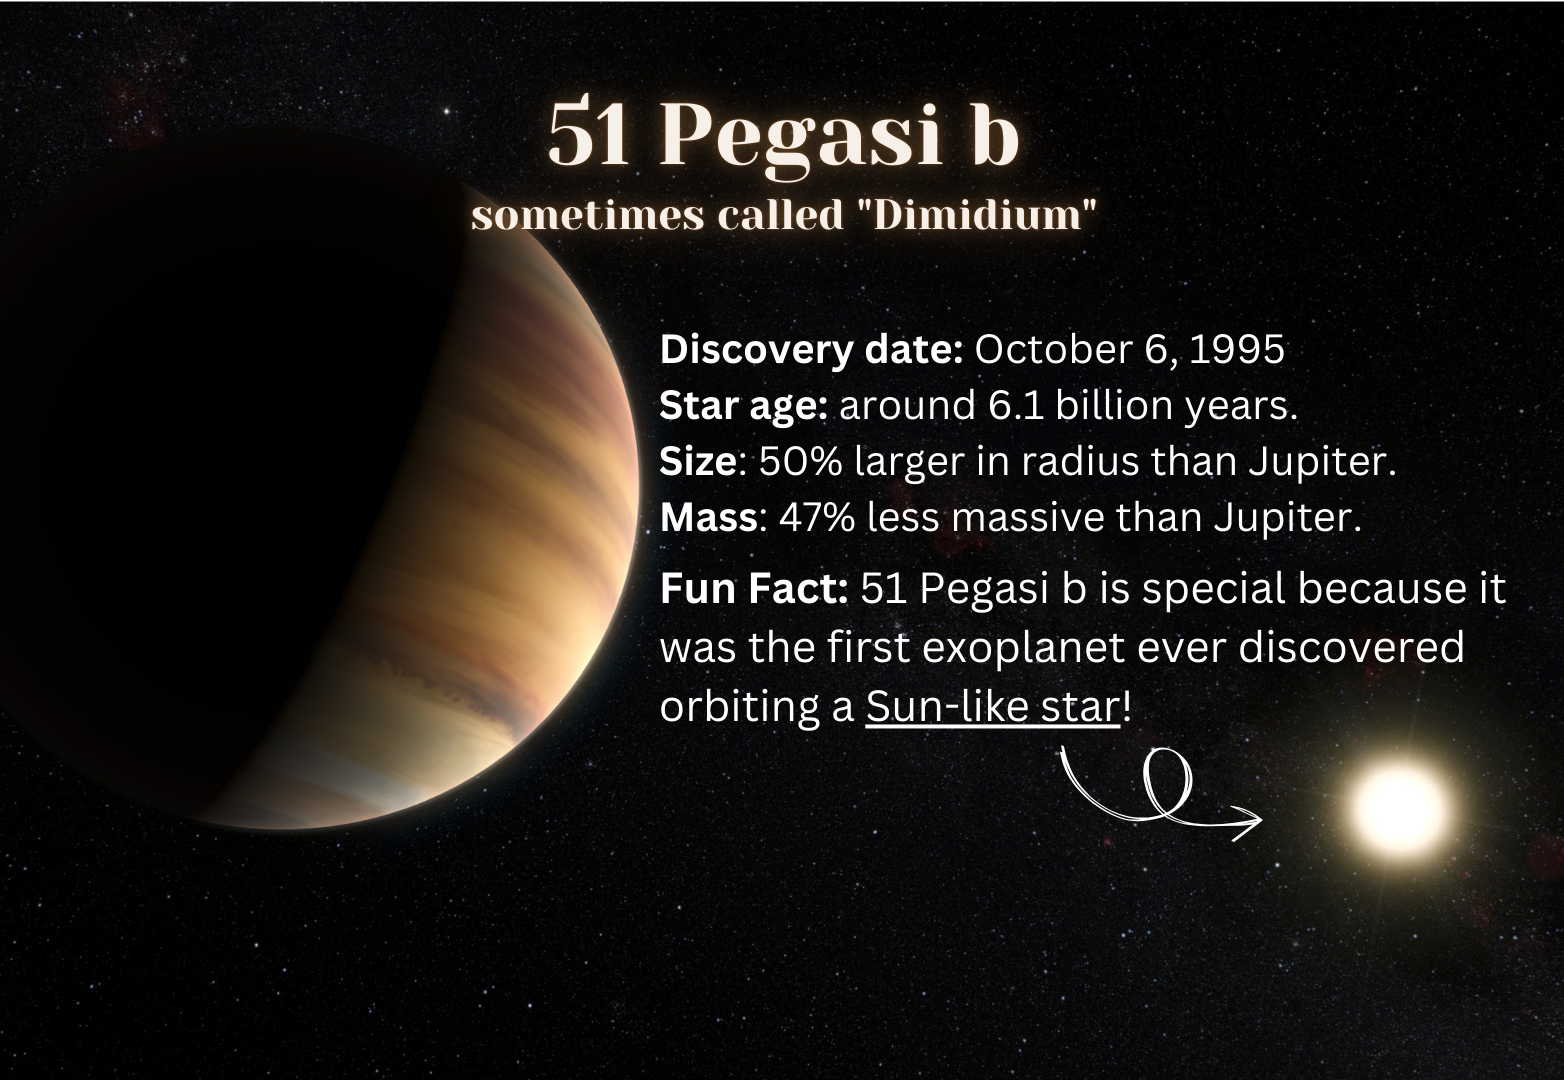 51 Pegasi b
sometimes called "Dimidium"
Discovery date: October 6, 1995
Star age: around 6.1 billion years.
Size: 50% larger in radius than Jupiter.
Mass: 47% less massive than Jupiter.
Fun Fact: 51 Pegasi b is special because it
was the first exoplanet ever discovered
orbiting a Sun-like star!